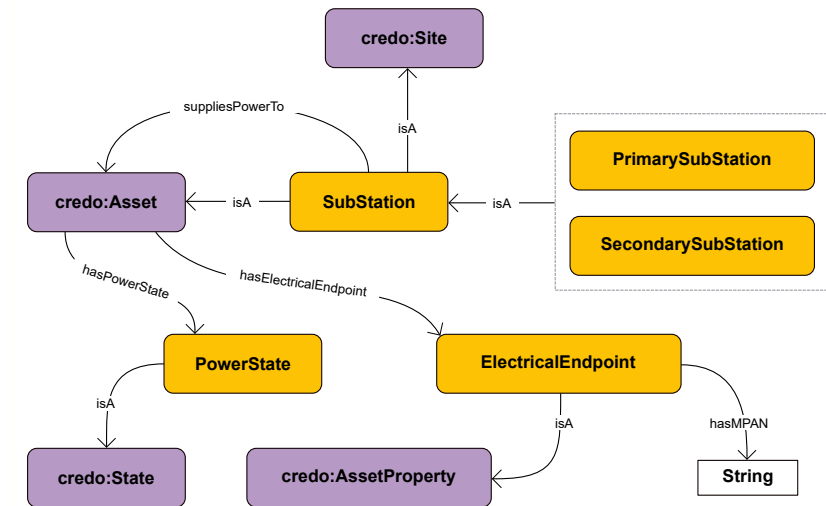 credo:Site
suppliesPowerTo
isA
PrimarySubStation
credo:Asset
isA
SubStation
isA
SecondarySubStation
hasPowerState
hasElectricalEndpoint
PowerState
ElectricalEndpoint
isA
isA
hasMPAN
credo:State
credo:AssetProperty
String